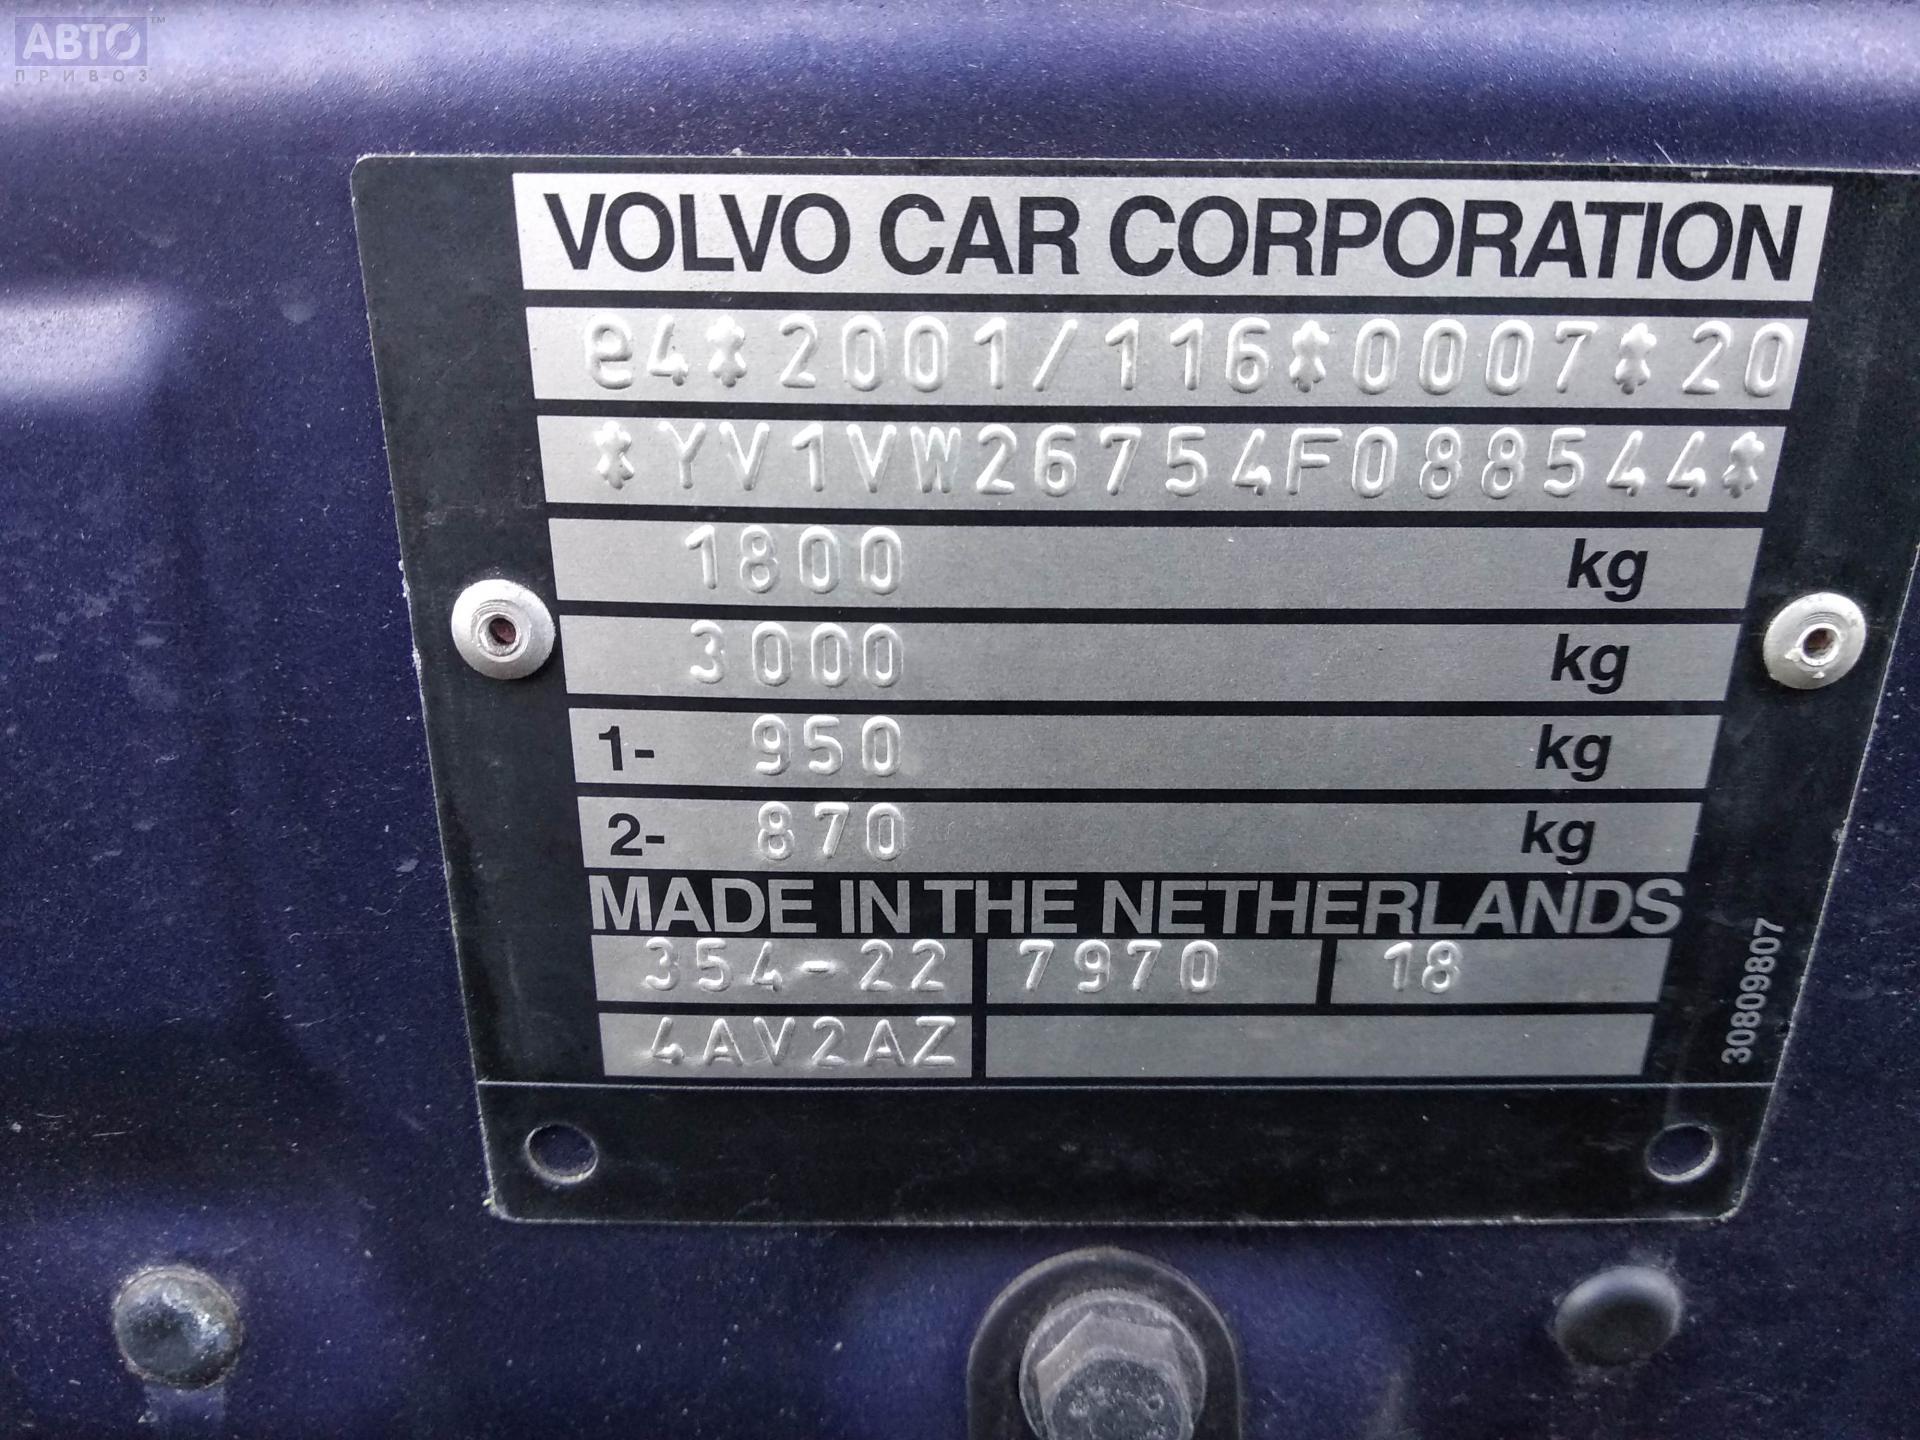 АВТО™
ПРИВОЗ
VOLVO CAR CORPORATION
e4*2001/116*0007*20
*YV1VW26754F088544*
1800 kg
3000 kg
1- 950 kg
2- 870 kg
MADE IN THE NETHERLANDS
354-22 7970 18
4AV2AZ
30809807